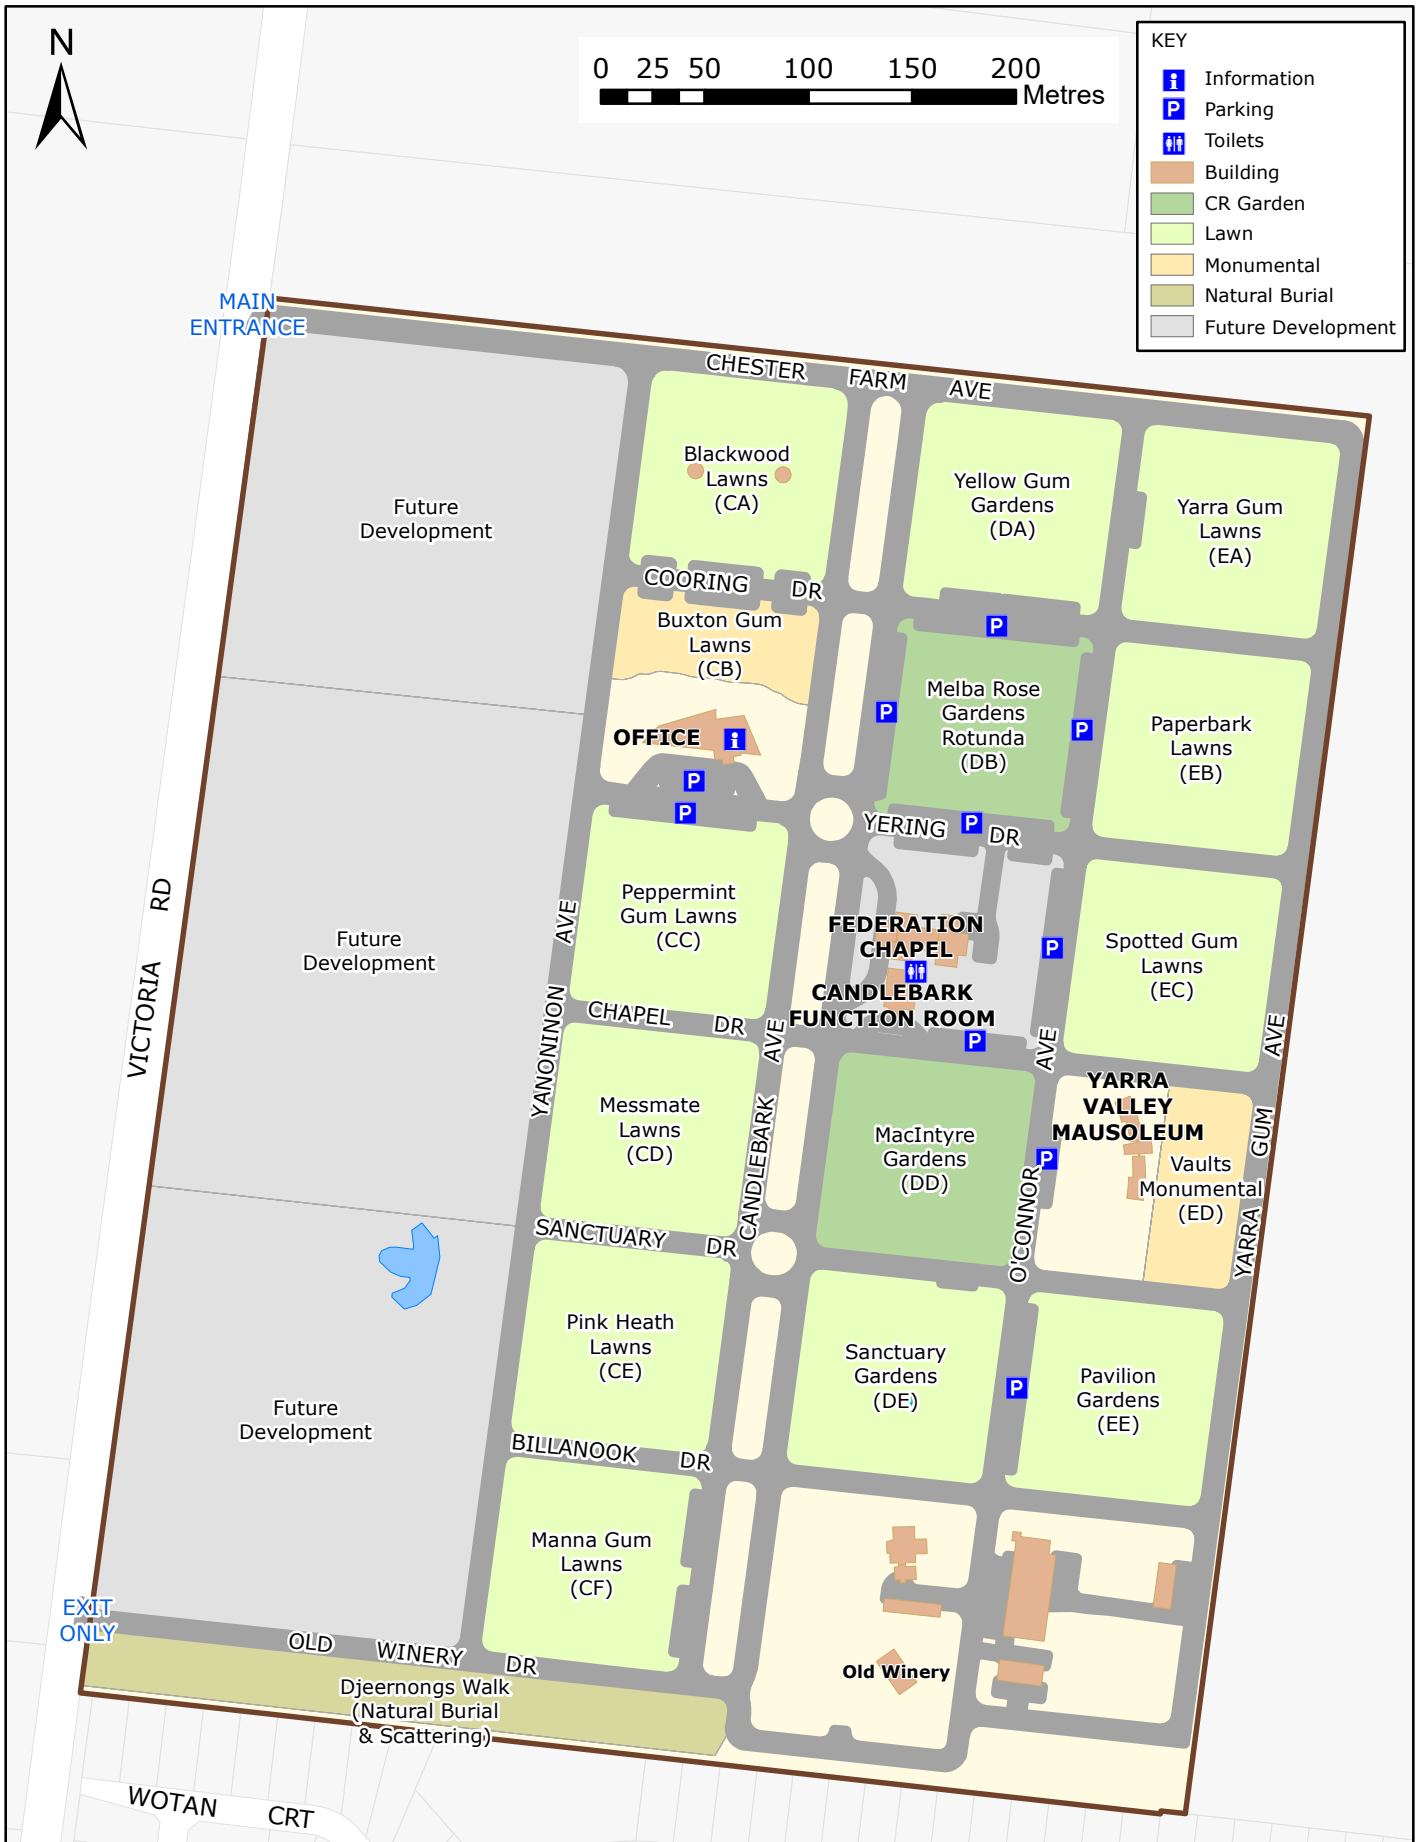 N
0 25 50 100 150 200
Metres
KEY
Information
Parking
Toilets
Building
CR Garden
Lawn
Monumental
Natural Burial
Future Development
MAIN
ENTRANCE
CHESTER FARM AVE
Blackwood
Lawns
(CA)
Yellow Gum
Gardens
(DA)
Yarra Gum
Lawns
(EA)
Future
Development
COORING DR
Buxton Gum
Lawns
(CB)
OFFICE
Melba Rose
Gardens
Rotunda
(DB)
Paperbark
Lawns
(EB)
P
P
P
P
P
P
YERING DR
Peppermint
Gum Lawns
(CC)
FEDERATION
CHAPEL
CANDLEBARK
FUNCTION ROOM
Spotted Gum
Lawns
(EC)
P
P
Future
Development
VICTORIA RD
YANONINON AVE
CHAPEL DR
CANDLEBARK AVE
O'CONNOR AVE
YARRA GUM AVE
Messmate
Lawns
(CD)
MacIntyre
Gardens
(DD)
YARRA
VALLEY
MAUSOLEUM
P
Vaults
Monumental
(ED)
SANCTUARY DR
Pink Heath
Lawns
(CE)
Sanctuary
Gardens
(DE)
P
Pavilion
Gardens
(EE)
Future
Development
BILLANOOK DR
Manna Gum
Lawns
(CF)
Old Winery
EXIT
ONLY
OLD WINERY DR
Djeernongs Walk
(Natural Burial
& Scattering)
WOTAN CRT